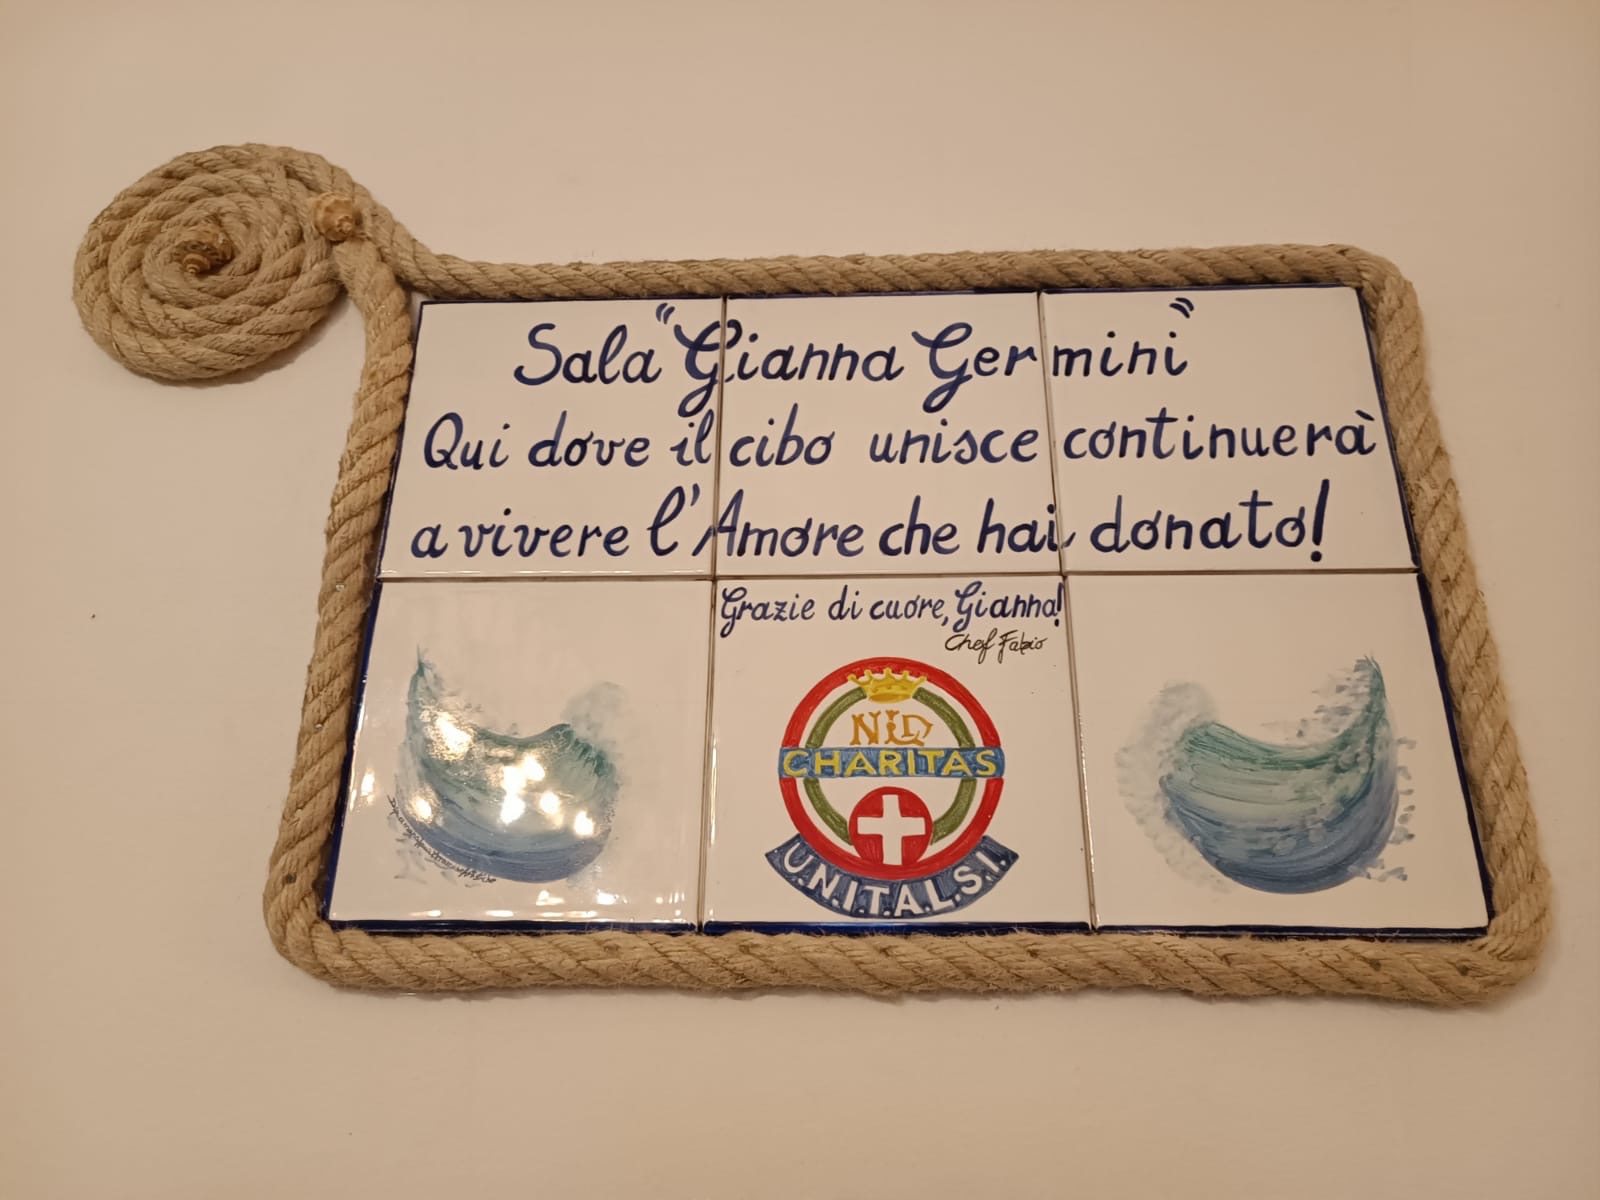 Sala "Gianna Germini"
Qui dove il cibo unisce continuerà
a vivere l'Amore che hai donato!
Grazie di cuore, Gianna!
Chef Fabio
CHARITAS
U.N.I.T.A.L.S.I.